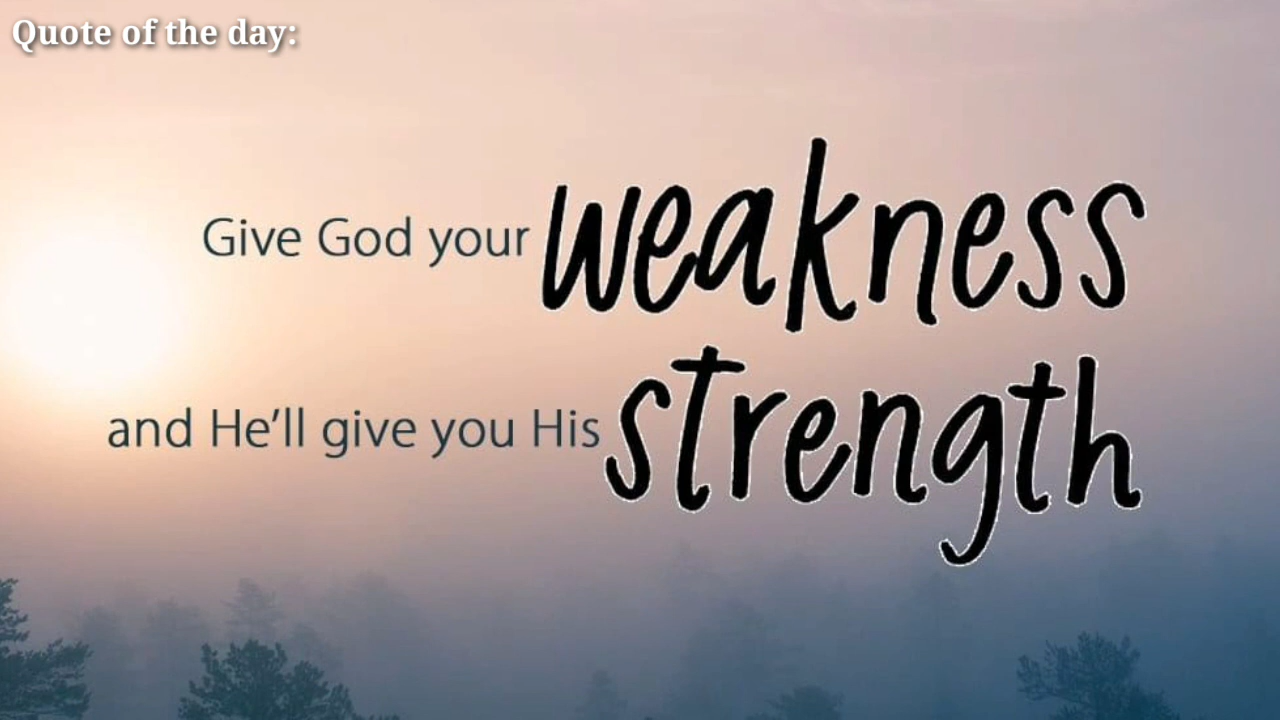 Quote of the day:
Give God your weakness
and He'll give you His strength